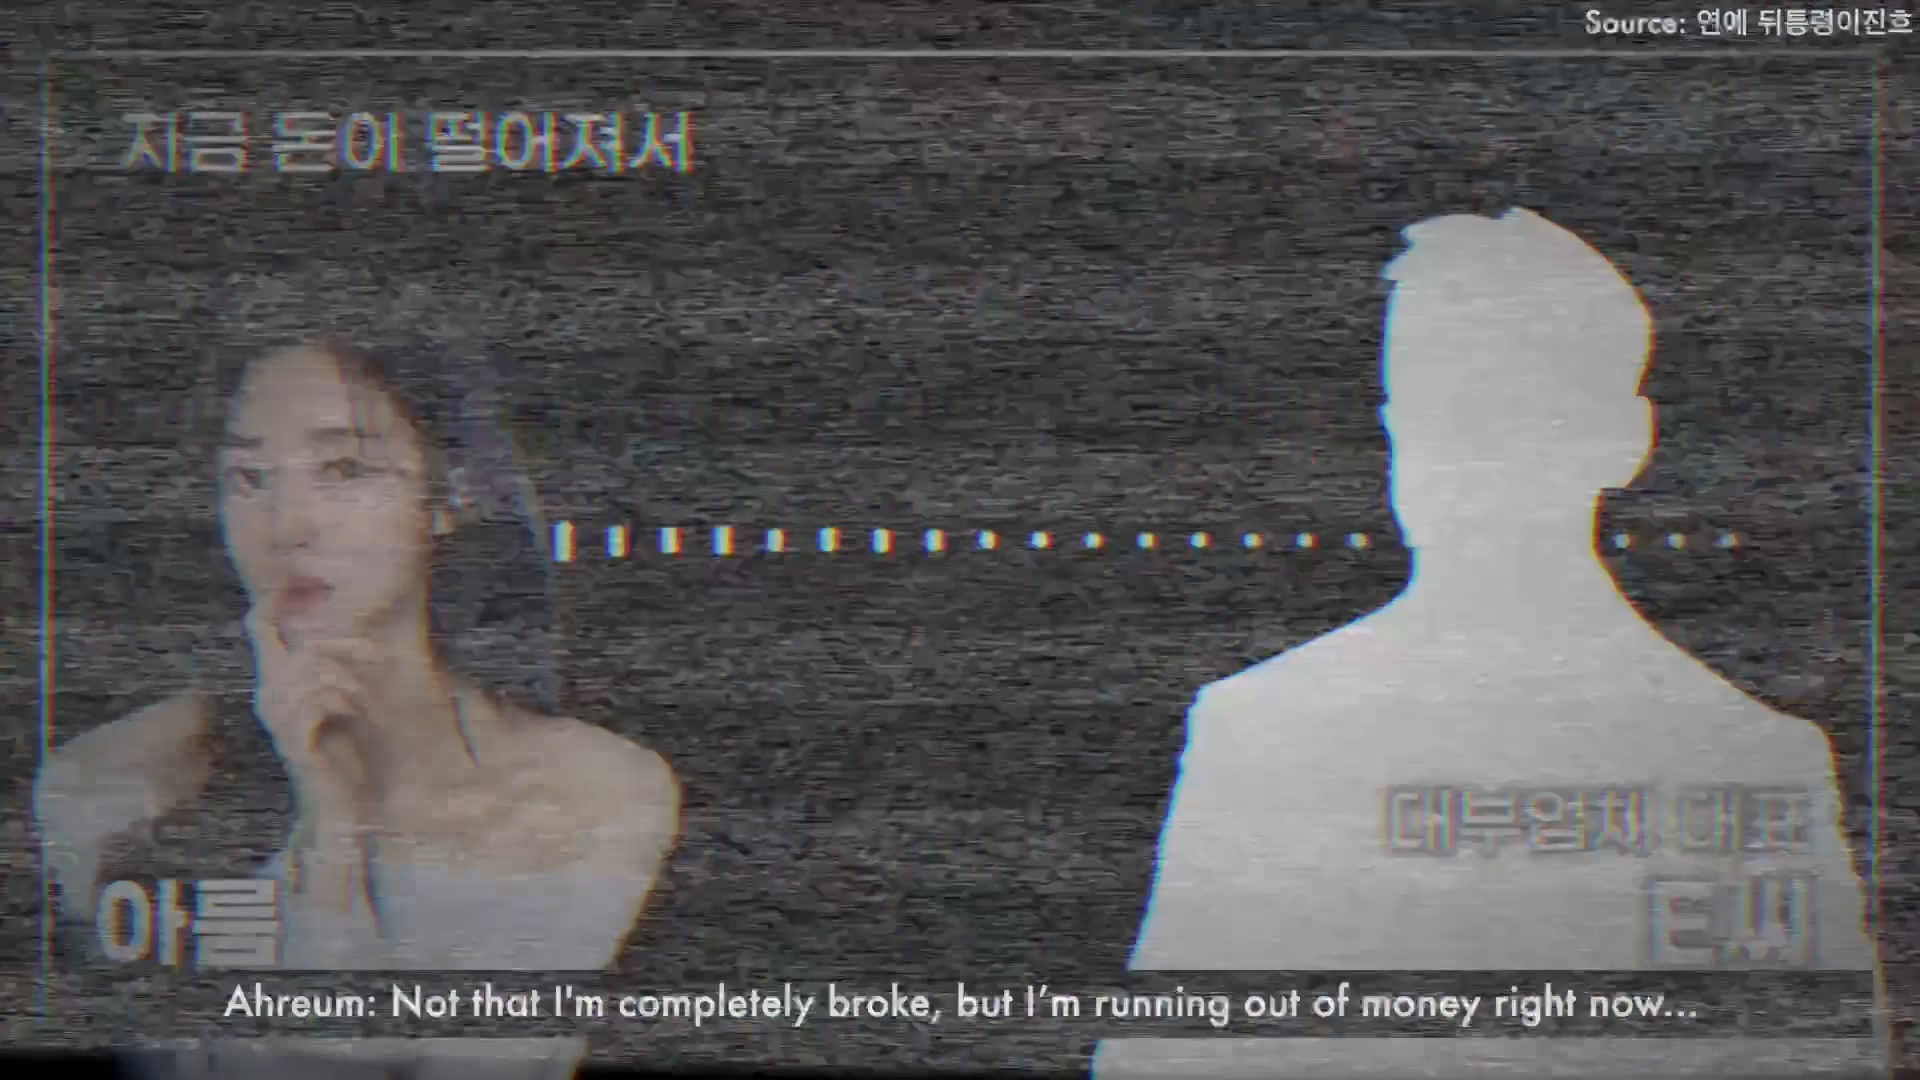 Source: 연예 뒤통령이진호
지금 돈이 떨어져서
대부업체 대표
아름
E씨
Ahreum: Not that I'm completely broke, but I’m running out of money right now...